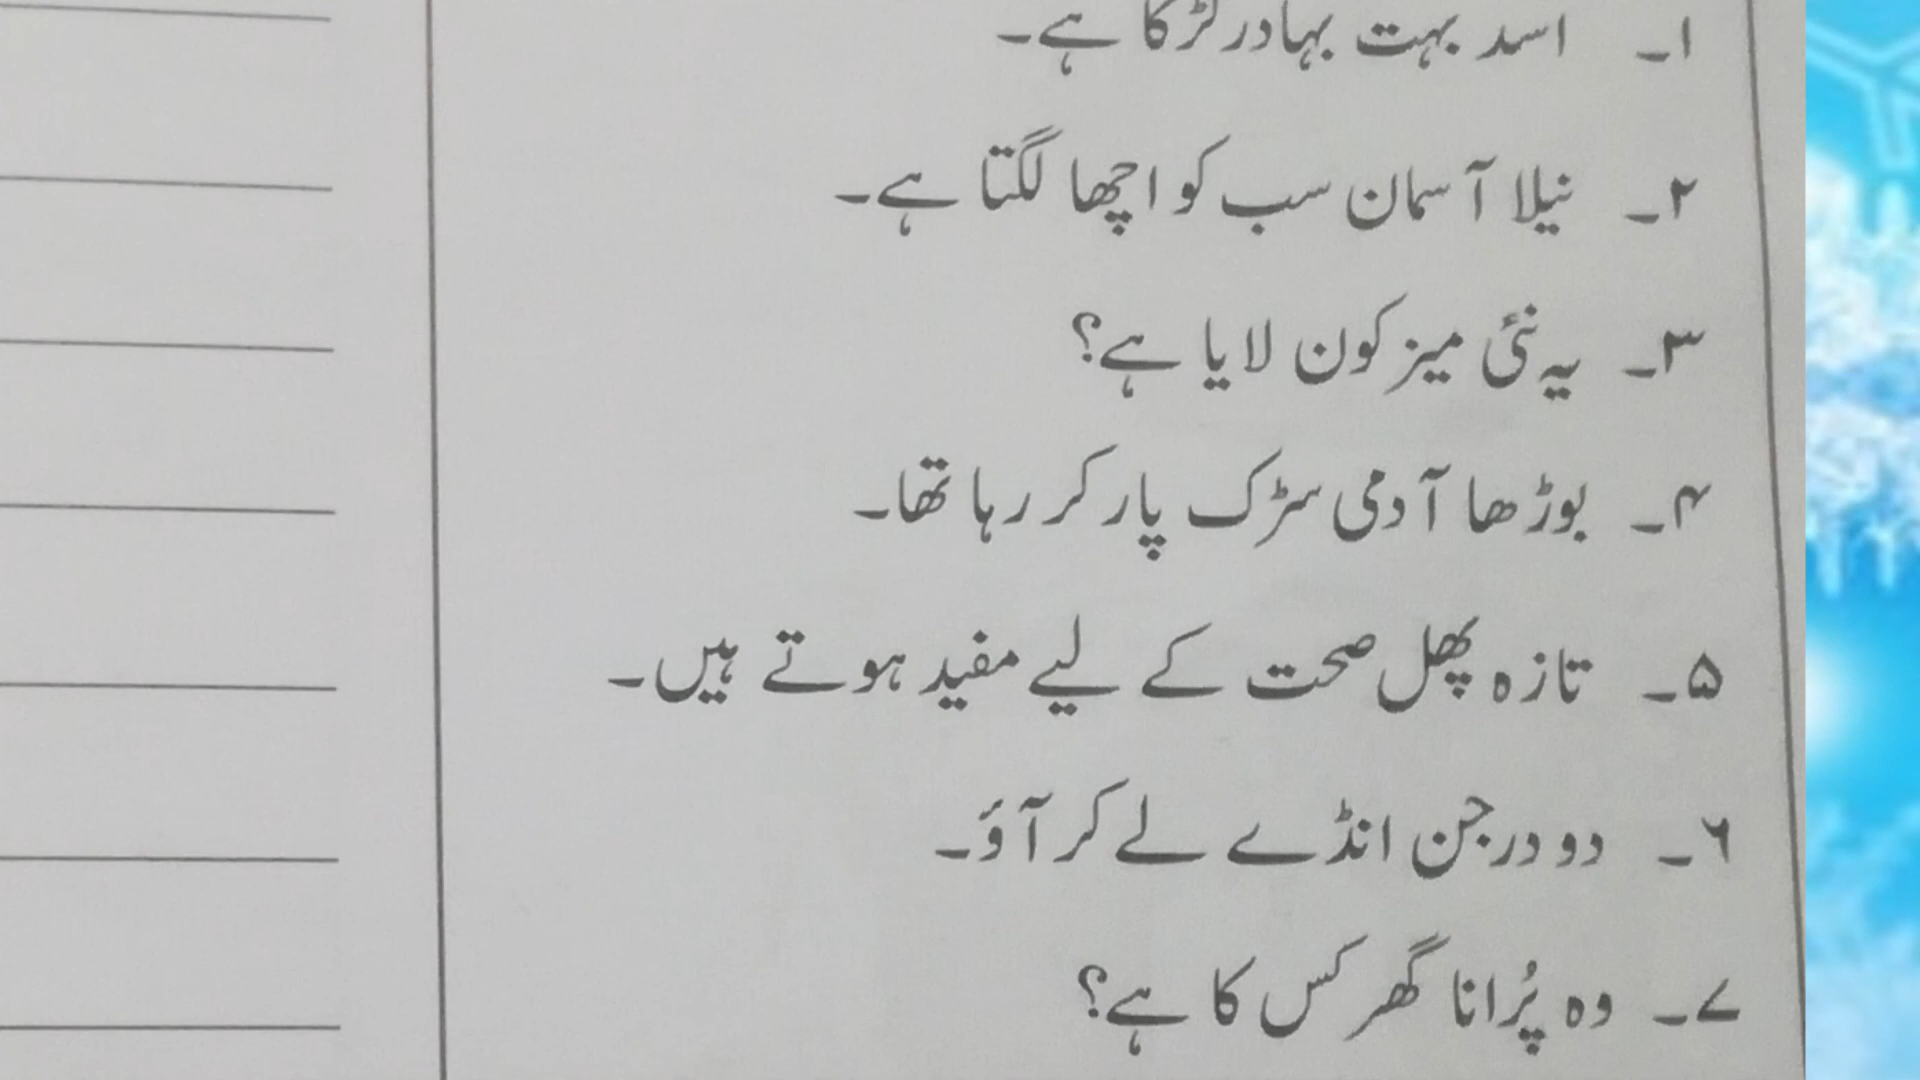 ۱۔ اسد بہت بہادر لڑکا ہے۔
۲۔ نیلا آسمان سب کو اچھا لگتا ہے۔
۳۔ یہ نئی میز کون لایا ہے؟
۴۔ بوڑھا آدمی سڑک پار کر رہا تھا۔
۵۔ تازہ پھل صحت کے لیے مفید ہوتے ہیں۔
۶۔ دو درجن انڈے لے کر آؤ۔
۷۔ وہ پُرانا گھر کس کا ہے؟